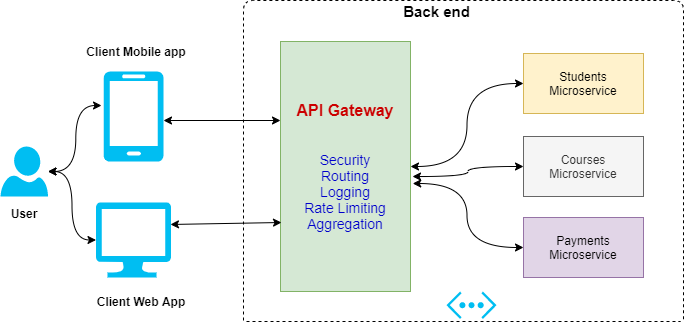 Back end
Client Mobile app
API Gateway
Security
Routing
Logging
Rate Limiting
Aggregation
Students
Microservice
Courses
Microservice
Payments
Microservice
User
Client Web App